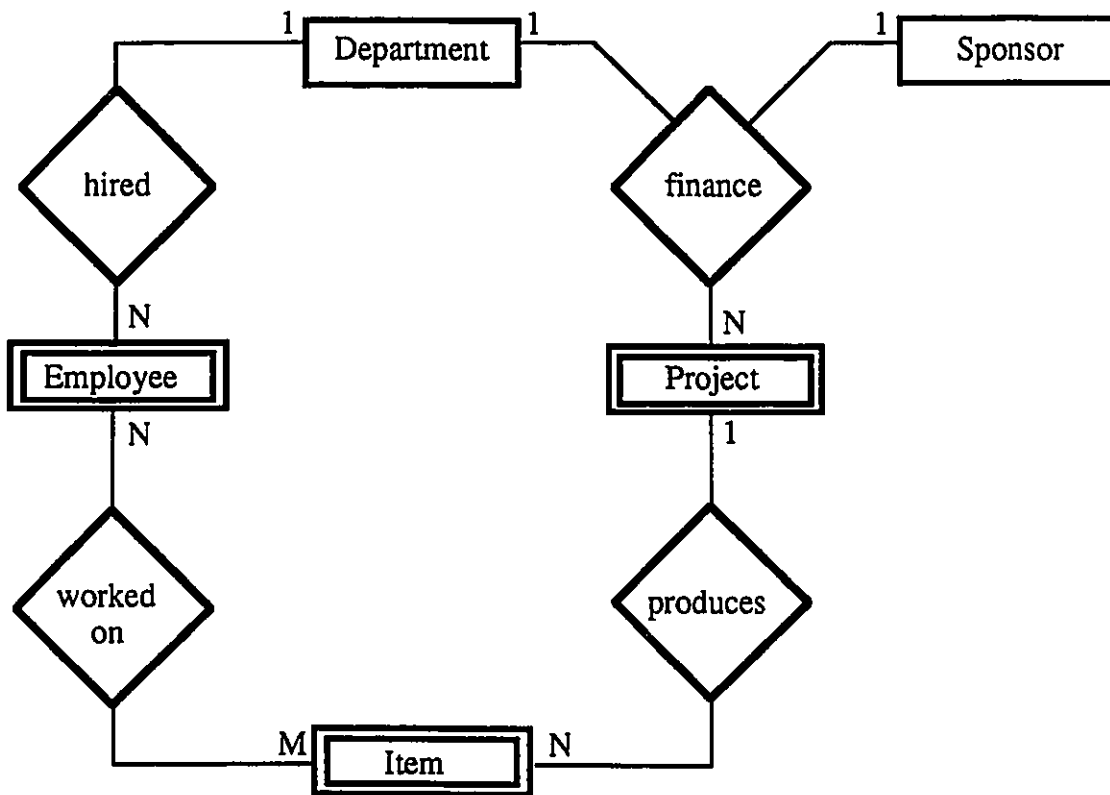 1 Department 1 1 Sponsor
hired
finance
N N
Employee Project
N 1
worked
on
produces
M Item N